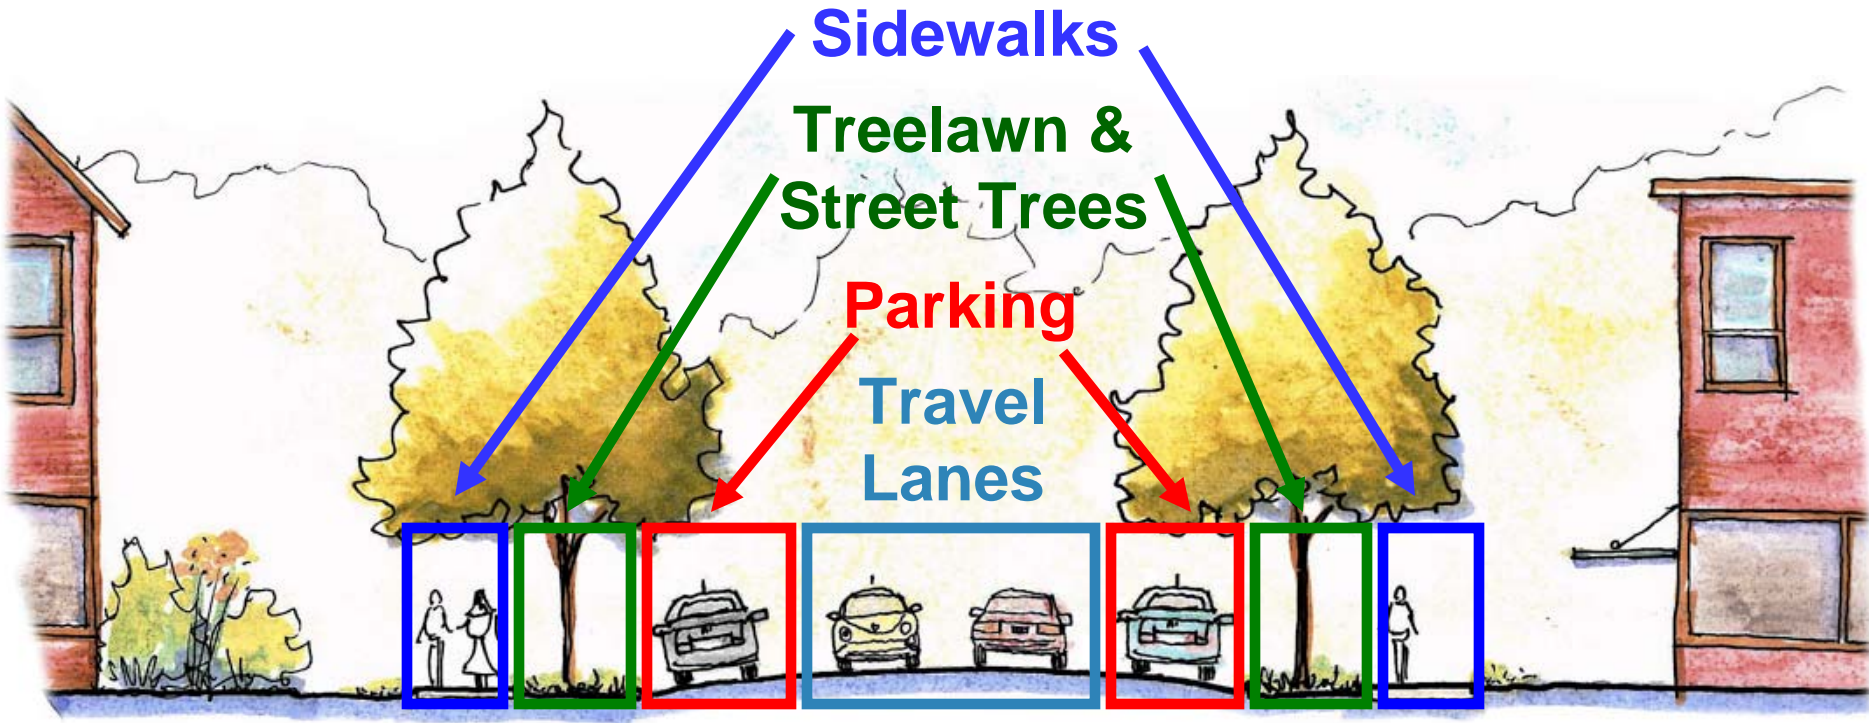 Sidewalks
Treelawn &
Street Trees
Parking
Travel
Lanes